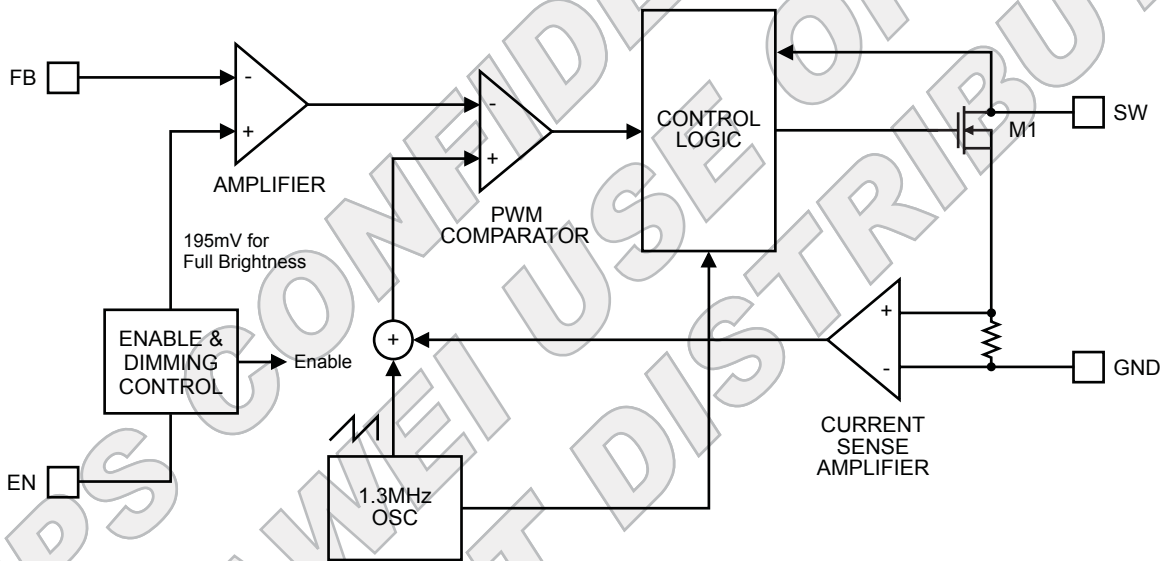 FB
-
+
AMPLIFIER
195mV for
Full Brightness
ENABLE &
DIMMING
CONTROL
Enable
EN
-
+
PWM
COMPARATOR
+
1.3MHz
OSC
CONTROL
LOGIC
M1
SW
+
-
CURRENT
SENSE
AMPLIFIER
GND